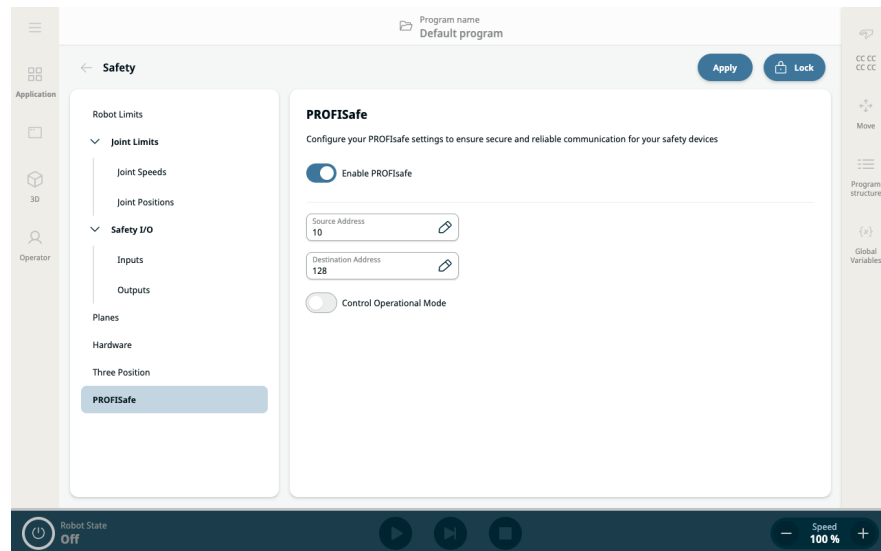 Program name
Default program
Safety
Apply
Lock
CC CC
CC CC
Application
Move
3D
Program
structure
Operator
Global
Variables
Robot Limits
Joint Limits
Joint Speeds
Joint Positions
Safety I/O
Inputs
Outputs
Planes
Hardware
Three Position
PROFISafe
PROFISafe
Configure your PROFIsafe settings to ensure secure and reliable communication for your safety devices
Enable PROFIsafe
Source Address
10
Destination Address
128
Control Operational Mode
Robot State
Off
Speed
100 %